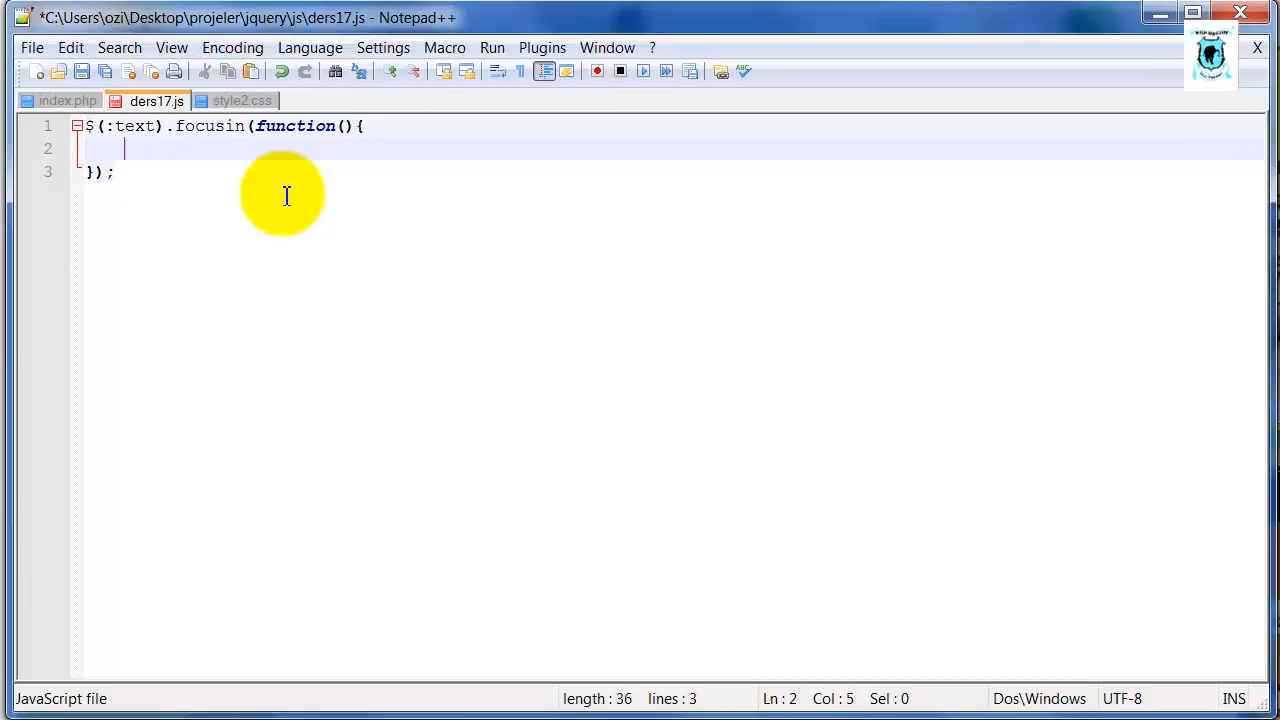 *C:\Users\ozi\Desktop\projeler\jquery\js\ders17.js - Notepad++
File Edit Search View Encoding Language Settings Macro Run Plugins Window ? X
index.php ders17.js style2.css
1 $(:text).focusin(function(){
2
3 });
JavaScript file length : 36 lines : 3 Ln : 2 Col : 5 Sel : 0 Dos\Windows UTF-8 INS